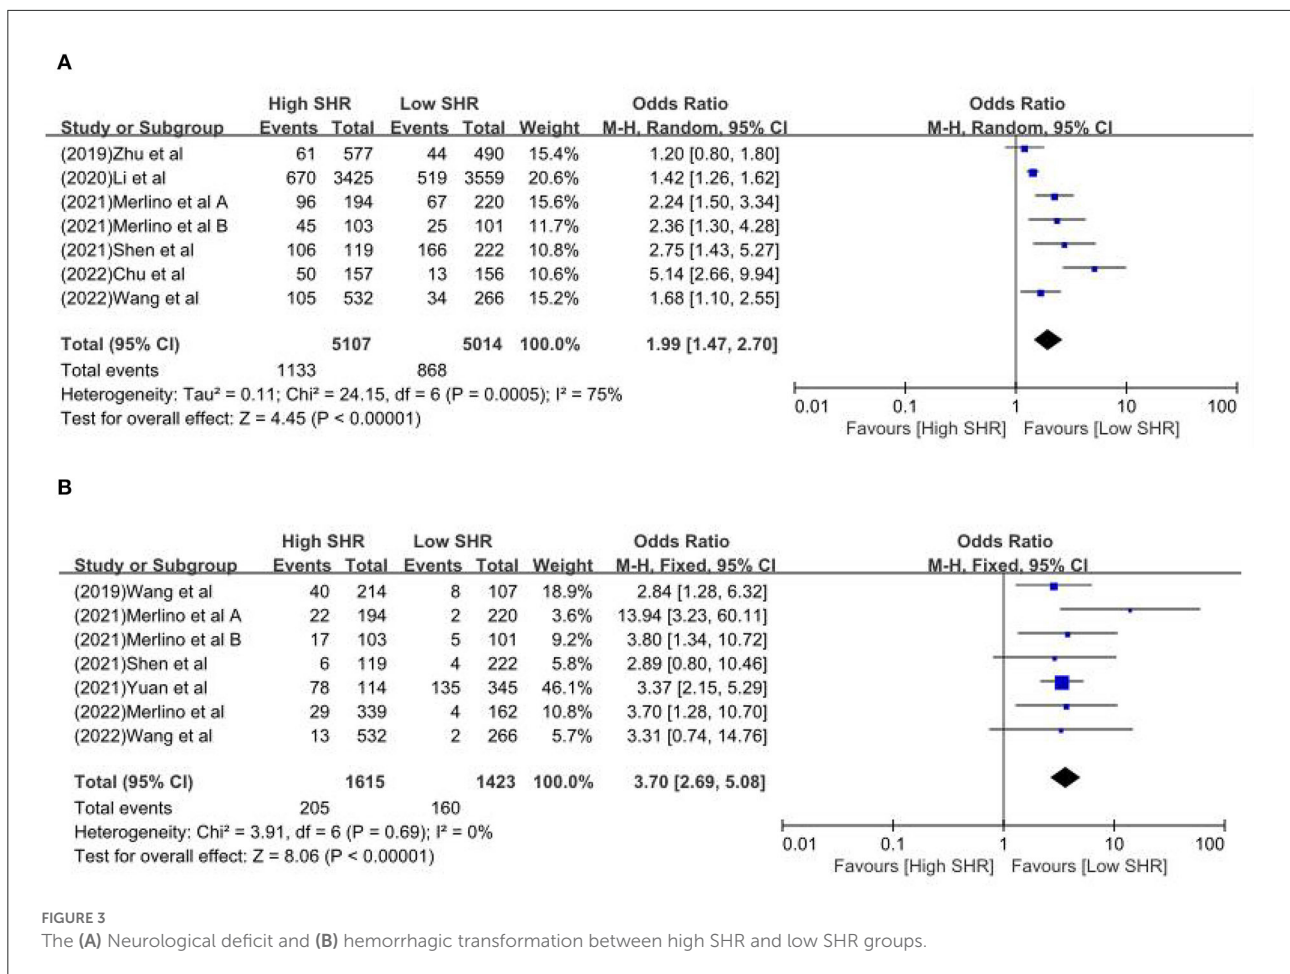 A
High SHR Low SHR Odds Ratio Odds Ratio
Study or Subgroup Events Total Events Total Weight M-H, Random, 95% CI M-H, Random, 95% CI
(2019)Zhu et al 61 577 44 490 15.4% 1.20 [0.80, 1.80]
(2020)Li et al 670 3425 519 3559 20.6% 1.42 [1.26, 1.62]
(2021)Merlino et al A 96 194 67 220 15.6% 2.24 [1.50, 3.34]
(2021)Merlino et al B 45 103 25 101 11.7% 2.36 [1.30, 4.28]
(2021)Shen et al 106 119 166 222 10.8% 2.75 [1.43, 5.27]
(2022)Chu et al 50 157 13 156 10.6% 5.14 [2.66, 9.94]
(2022)Wang et al 105 532 34 266 15.2% 1.68 [1.10, 2.55]
Total (95% CI) 5107 5014 100.0% 1.99 [1.47, 2.70]
Total events 1133 868
Heterogeneity: Tau² = 0.11; Chi² = 24.15, df = 6 (P = 0.0005); I² = 75%
Test for overall effect: Z = 4.45 (P < 0.00001)
0.01 0.1 1 10 100
Favours [High SHR] Favours [Low SHR]
B
High SHR Low SHR Odds Ratio Odds Ratio
Study or Subgroup Events Total Events Total Weight M-H, Fixed, 95% CI M-H, Fixed, 95% CI
(2019)Wang et al 40 214 8 107 18.9% 2.84 [1.28, 6.32]
(2021)Merlino et al A 22 194 2 220 3.6% 13.94 [3.23, 60.11]
(2021)Merlino et al B 17 103 5 101 9.2% 3.80 [1.34, 10.72]
(2021)Shen et al 6 119 4 222 5.8% 2.89 [0.80, 10.46]
(2021)Yuan et al 78 114 135 345 46.1% 3.37 [2.15, 5.29]
(2022)Merlino et al 29 339 4 162 10.8% 3.70 [1.28, 10.70]
(2022)Wang et al 13 532 2 266 5.7% 3.31 [0.74, 14.76]
Total (95% CI) 1615 1423 100.0% 3.70 [2.69, 5.08]
Total events 205 160
Heterogeneity: Chi² = 3.91, df = 6 (P = 0.69); I² = 0%
Test for overall effect: Z = 8.06 (P < 0.00001)
0.01 0.1 1 10 100
Favours [High SHR] Favours [Low SHR]
FIGURE 3
The (A) Neurological deficit and (B) hemorrhagic transformation between high SHR and low SHR groups.